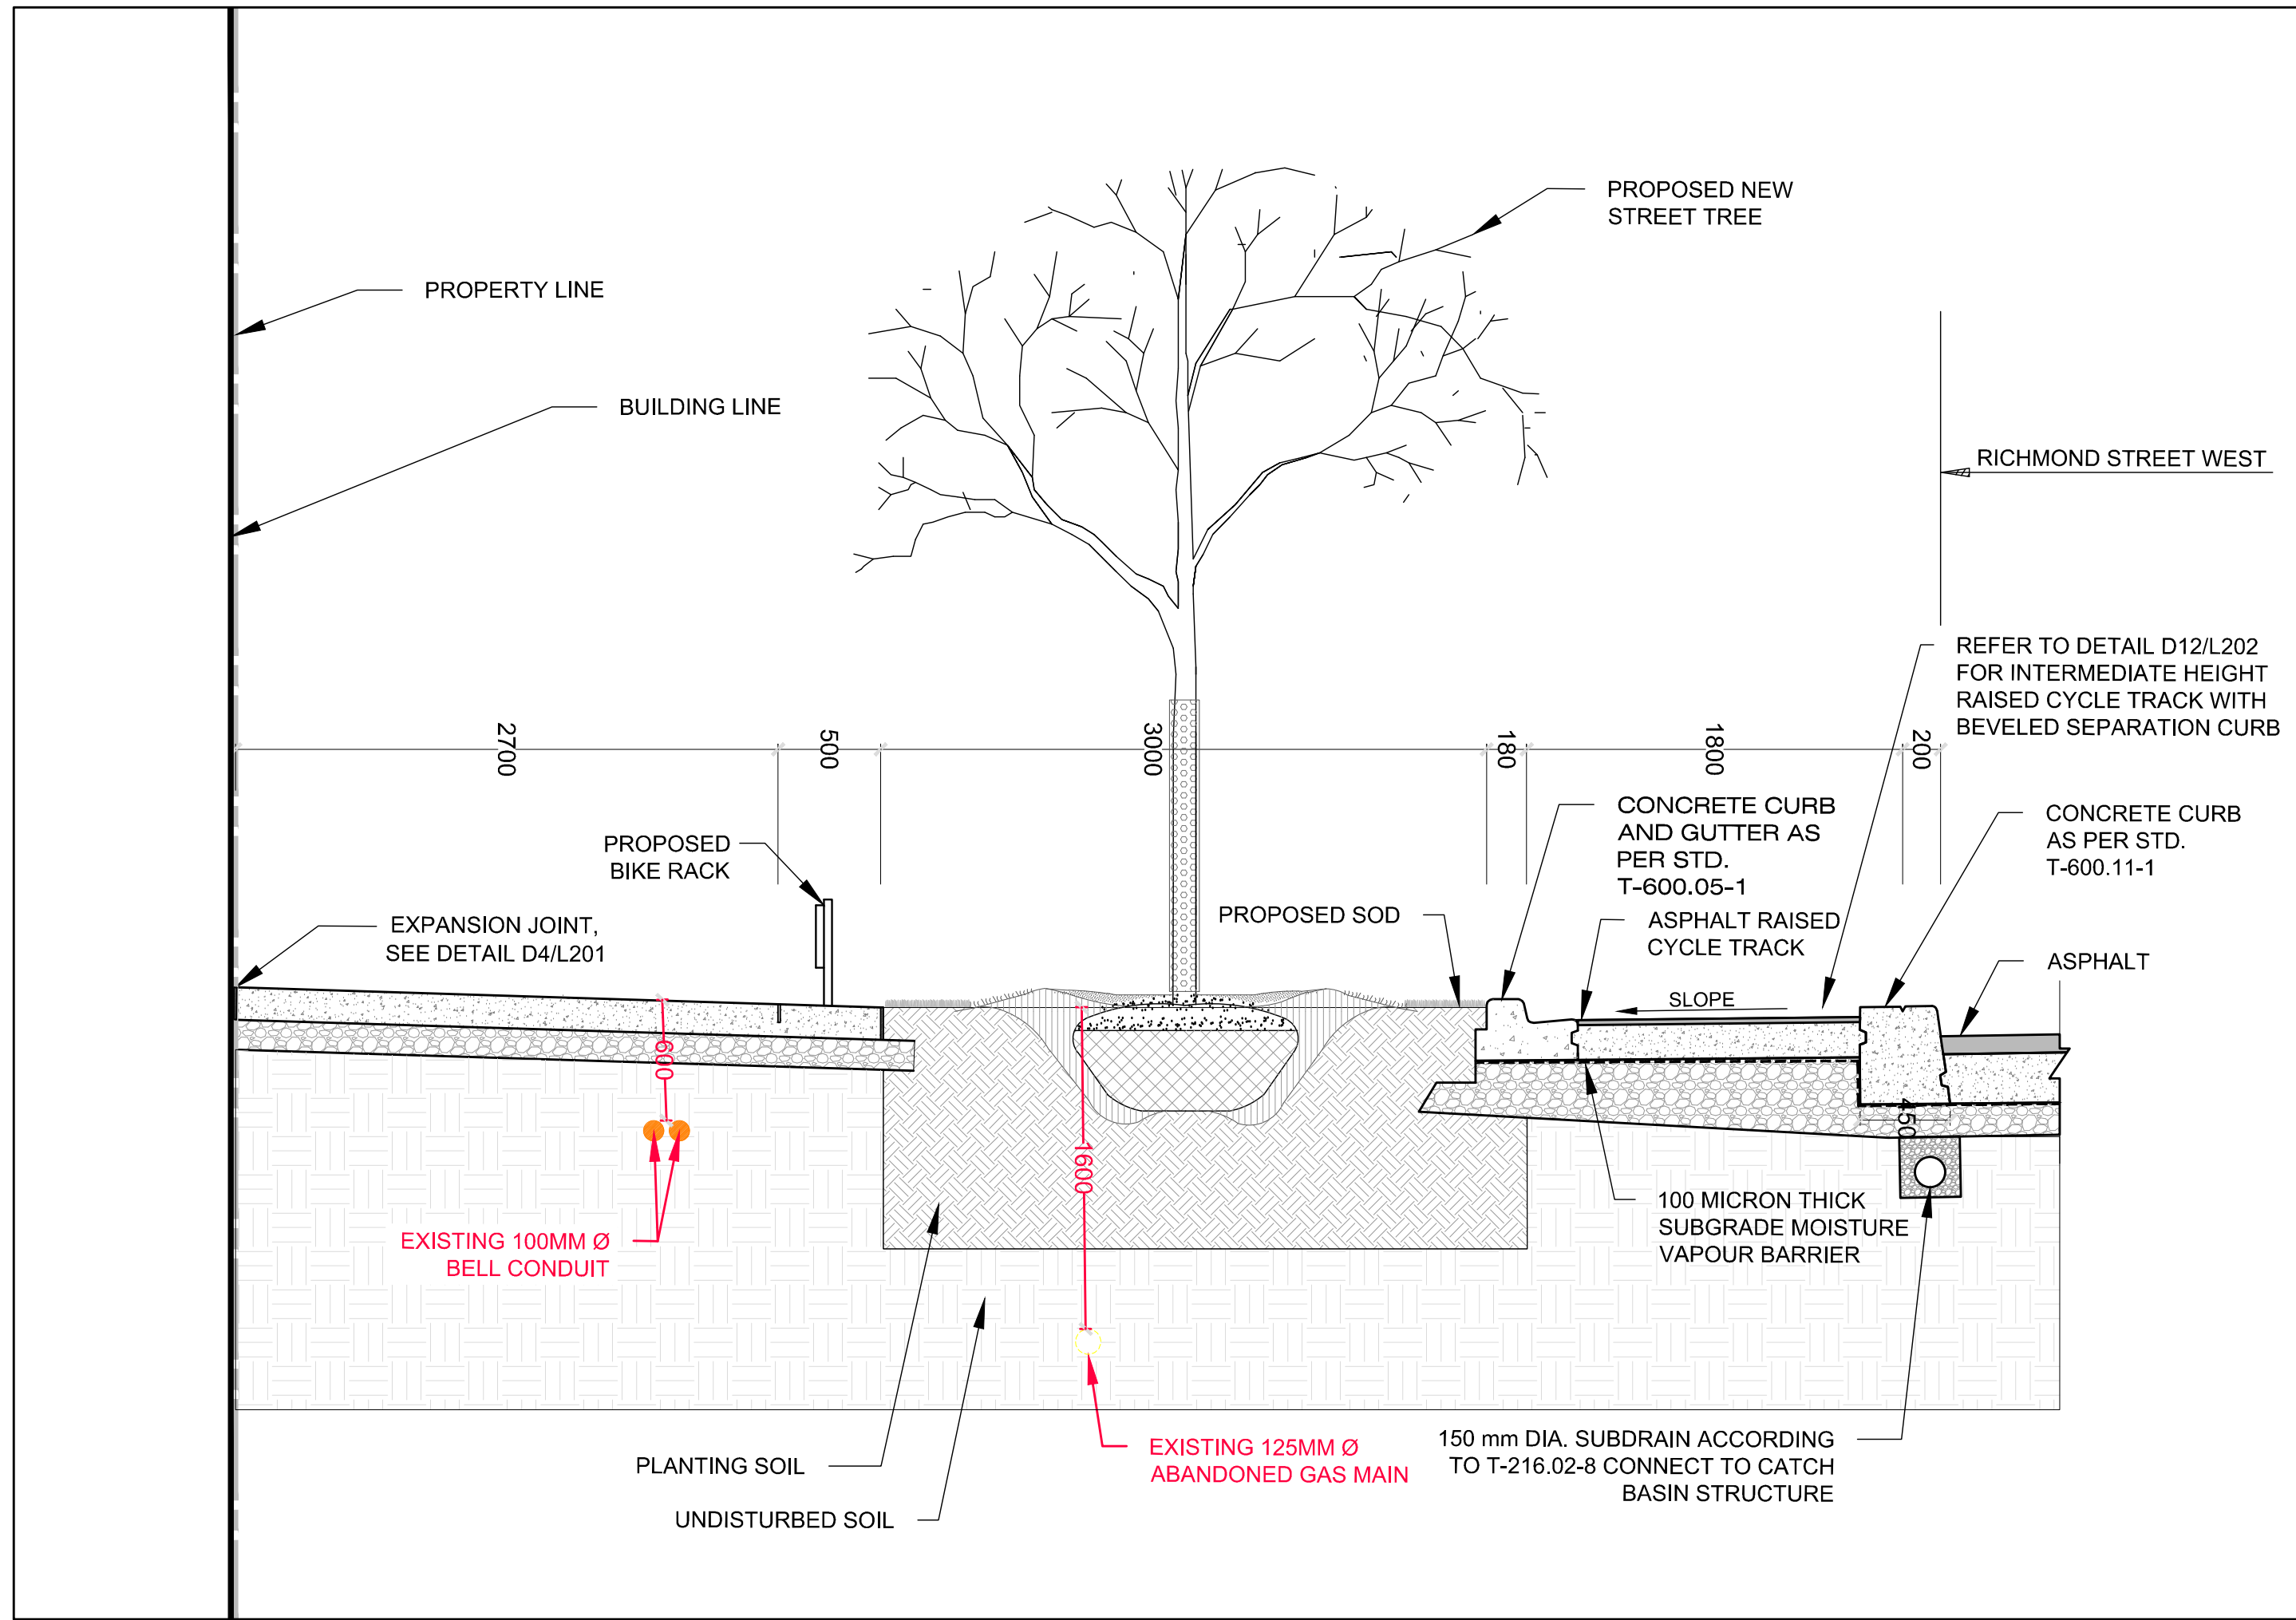 PROPOSED NEW
STREET TREE
PROPERTY LINE
BUILDING LINE
RICHMOND STREET WEST
REFER TO DETAIL D12/L202
FOR INTERMEDIATE HEIGHT
RAISED CYCLE TRACK WITH
BEVELED SEPARATION CURB
2700
500
3000
180
1800
200
CONCRETE CURB
AND GUTTER AS
PER STD.
T-600.05-1
CONCRETE CURB
AS PER STD.
T-600.11-1
PROPOSED
BIKE RACK
EXPANSION JOINT,
SEE DETAIL D4/L201
PROPOSED SOD
ASPHALT RAISED
CYCLE TRACK
ASPHALT
SLOPE
600
1600
450
100 MICRON THICK
SUBGRADE MOISTURE
VAPOUR BARRIER
EXISTING 100MM Ø
BELL CONDUIT
PLANTING SOIL
UNDISTURBED SOIL
EXISTING 125MM Ø
ABANDONED GAS MAIN
150 mm DIA. SUBDRAIN ACCORDING
TO T-216.02-8 CONNECT TO CATCH
BASIN STRUCTURE